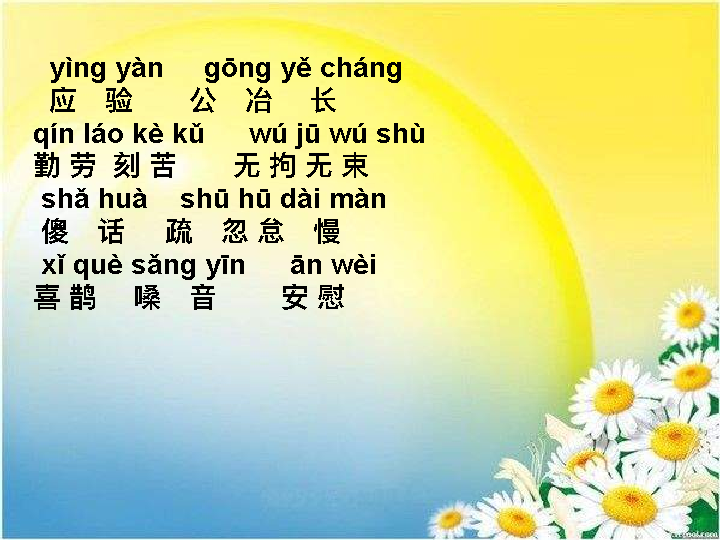 yìng yàn gōng yě cháng
应 验 公 冶 长
qín láo kè kǔ wú jū wú shù
勤 劳 刻 苦 无 拘 无 束
shǎ huà shū hū dài màn
傻 话 疏 忽 怠 慢
xǐ què sǎng yīn ān wèi
喜 鹊 嗓 音 安 慰